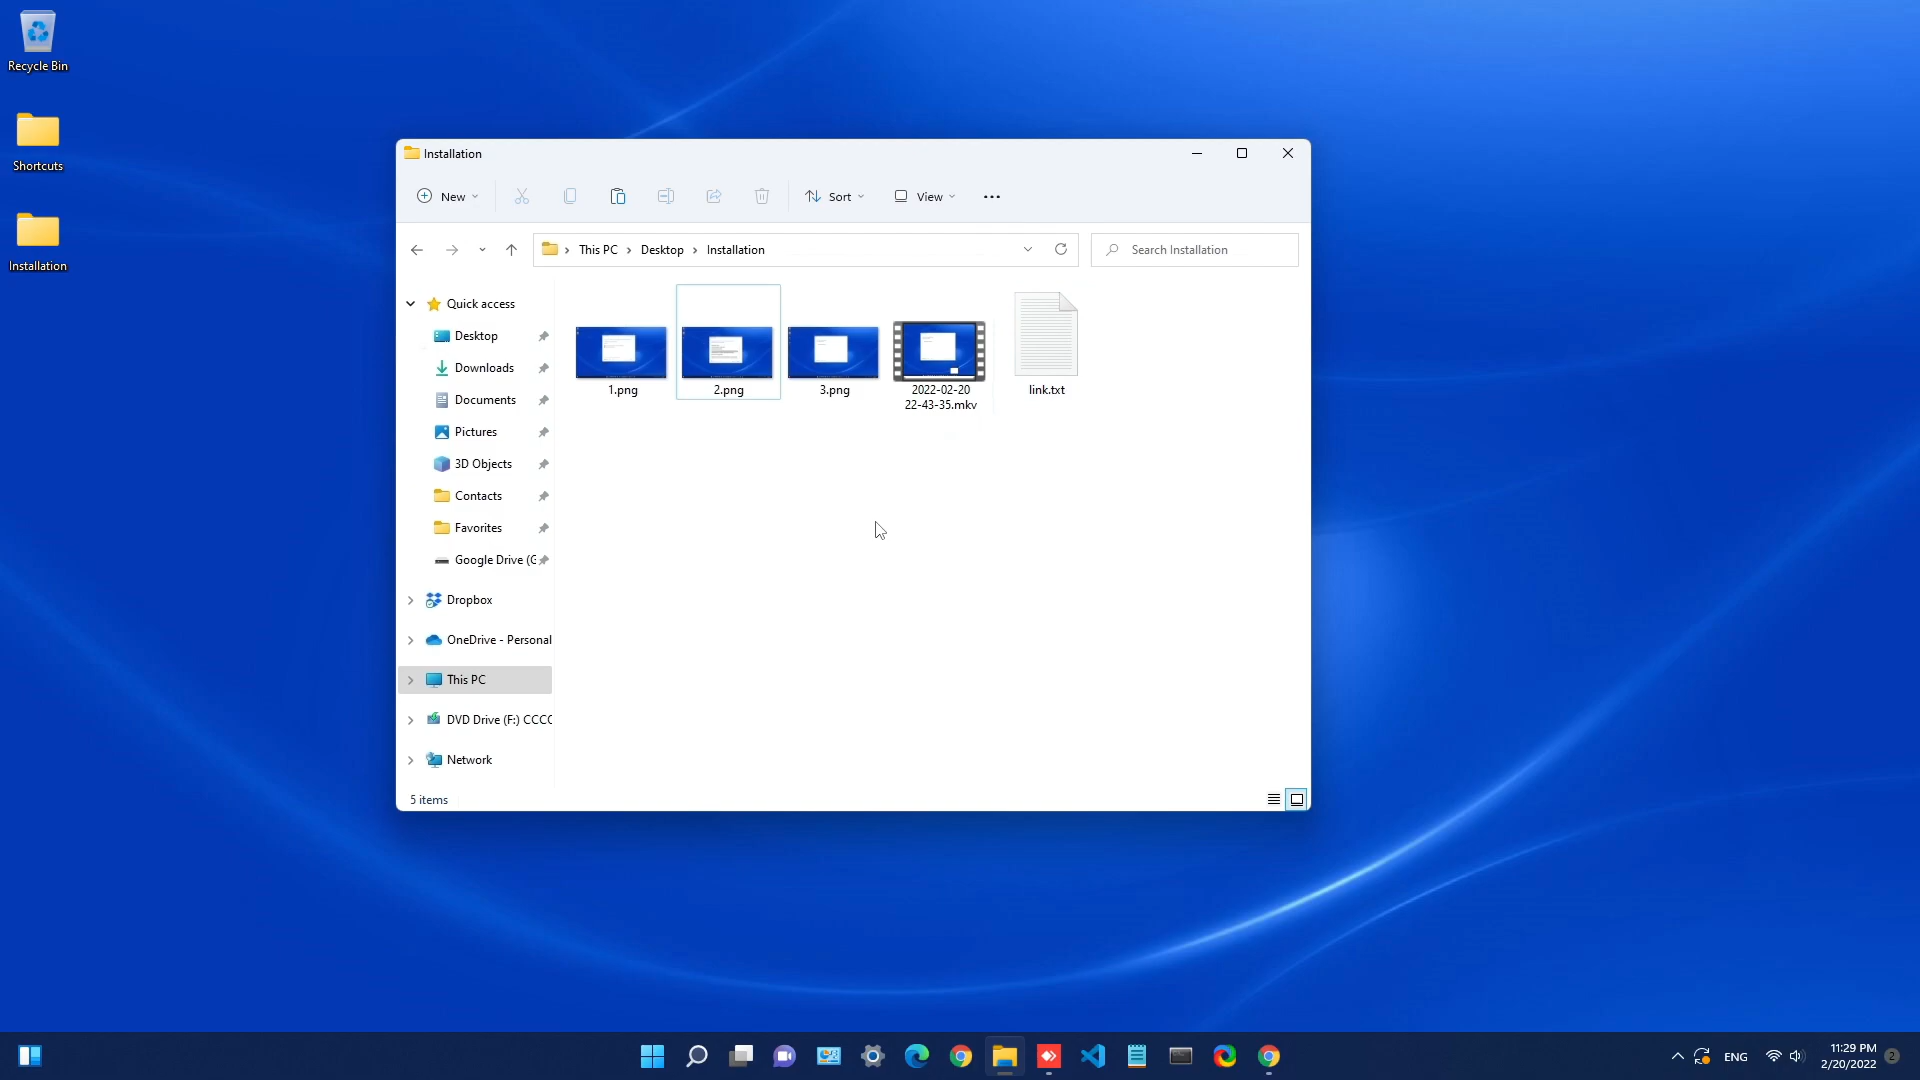 Recycle Bin
Shortcuts
Installation
Installation
New
Sort
View
This PC
Desktop
Installation
Search Installation
Quick access
Desktop
Downloads
Documents
Pictures
3D Objects
Contacts
Favorites
Google Drive (G
Dropbox
OneDrive - Personal
This PC
DVD Drive (F:) CCCC
Network
1.png
2.png
3.png
2022-02-20
22-43-35.mkv
link.txt
5 items
ENG
11:29 PM
2/20/2022
2